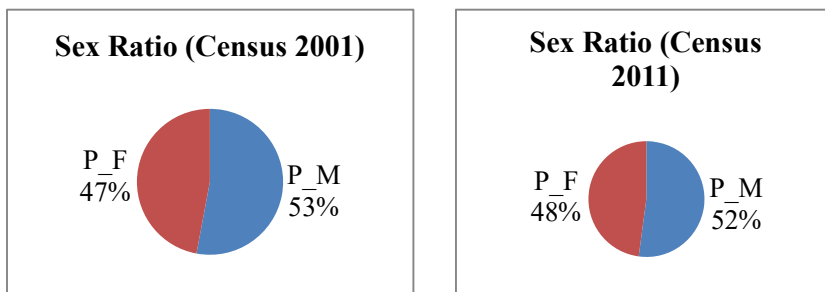 Sex Ratio (Census 2001)
P_F
47%
P_M
53%
Sex Ratio (Census
2011)
P_F
48%
P_M
52%